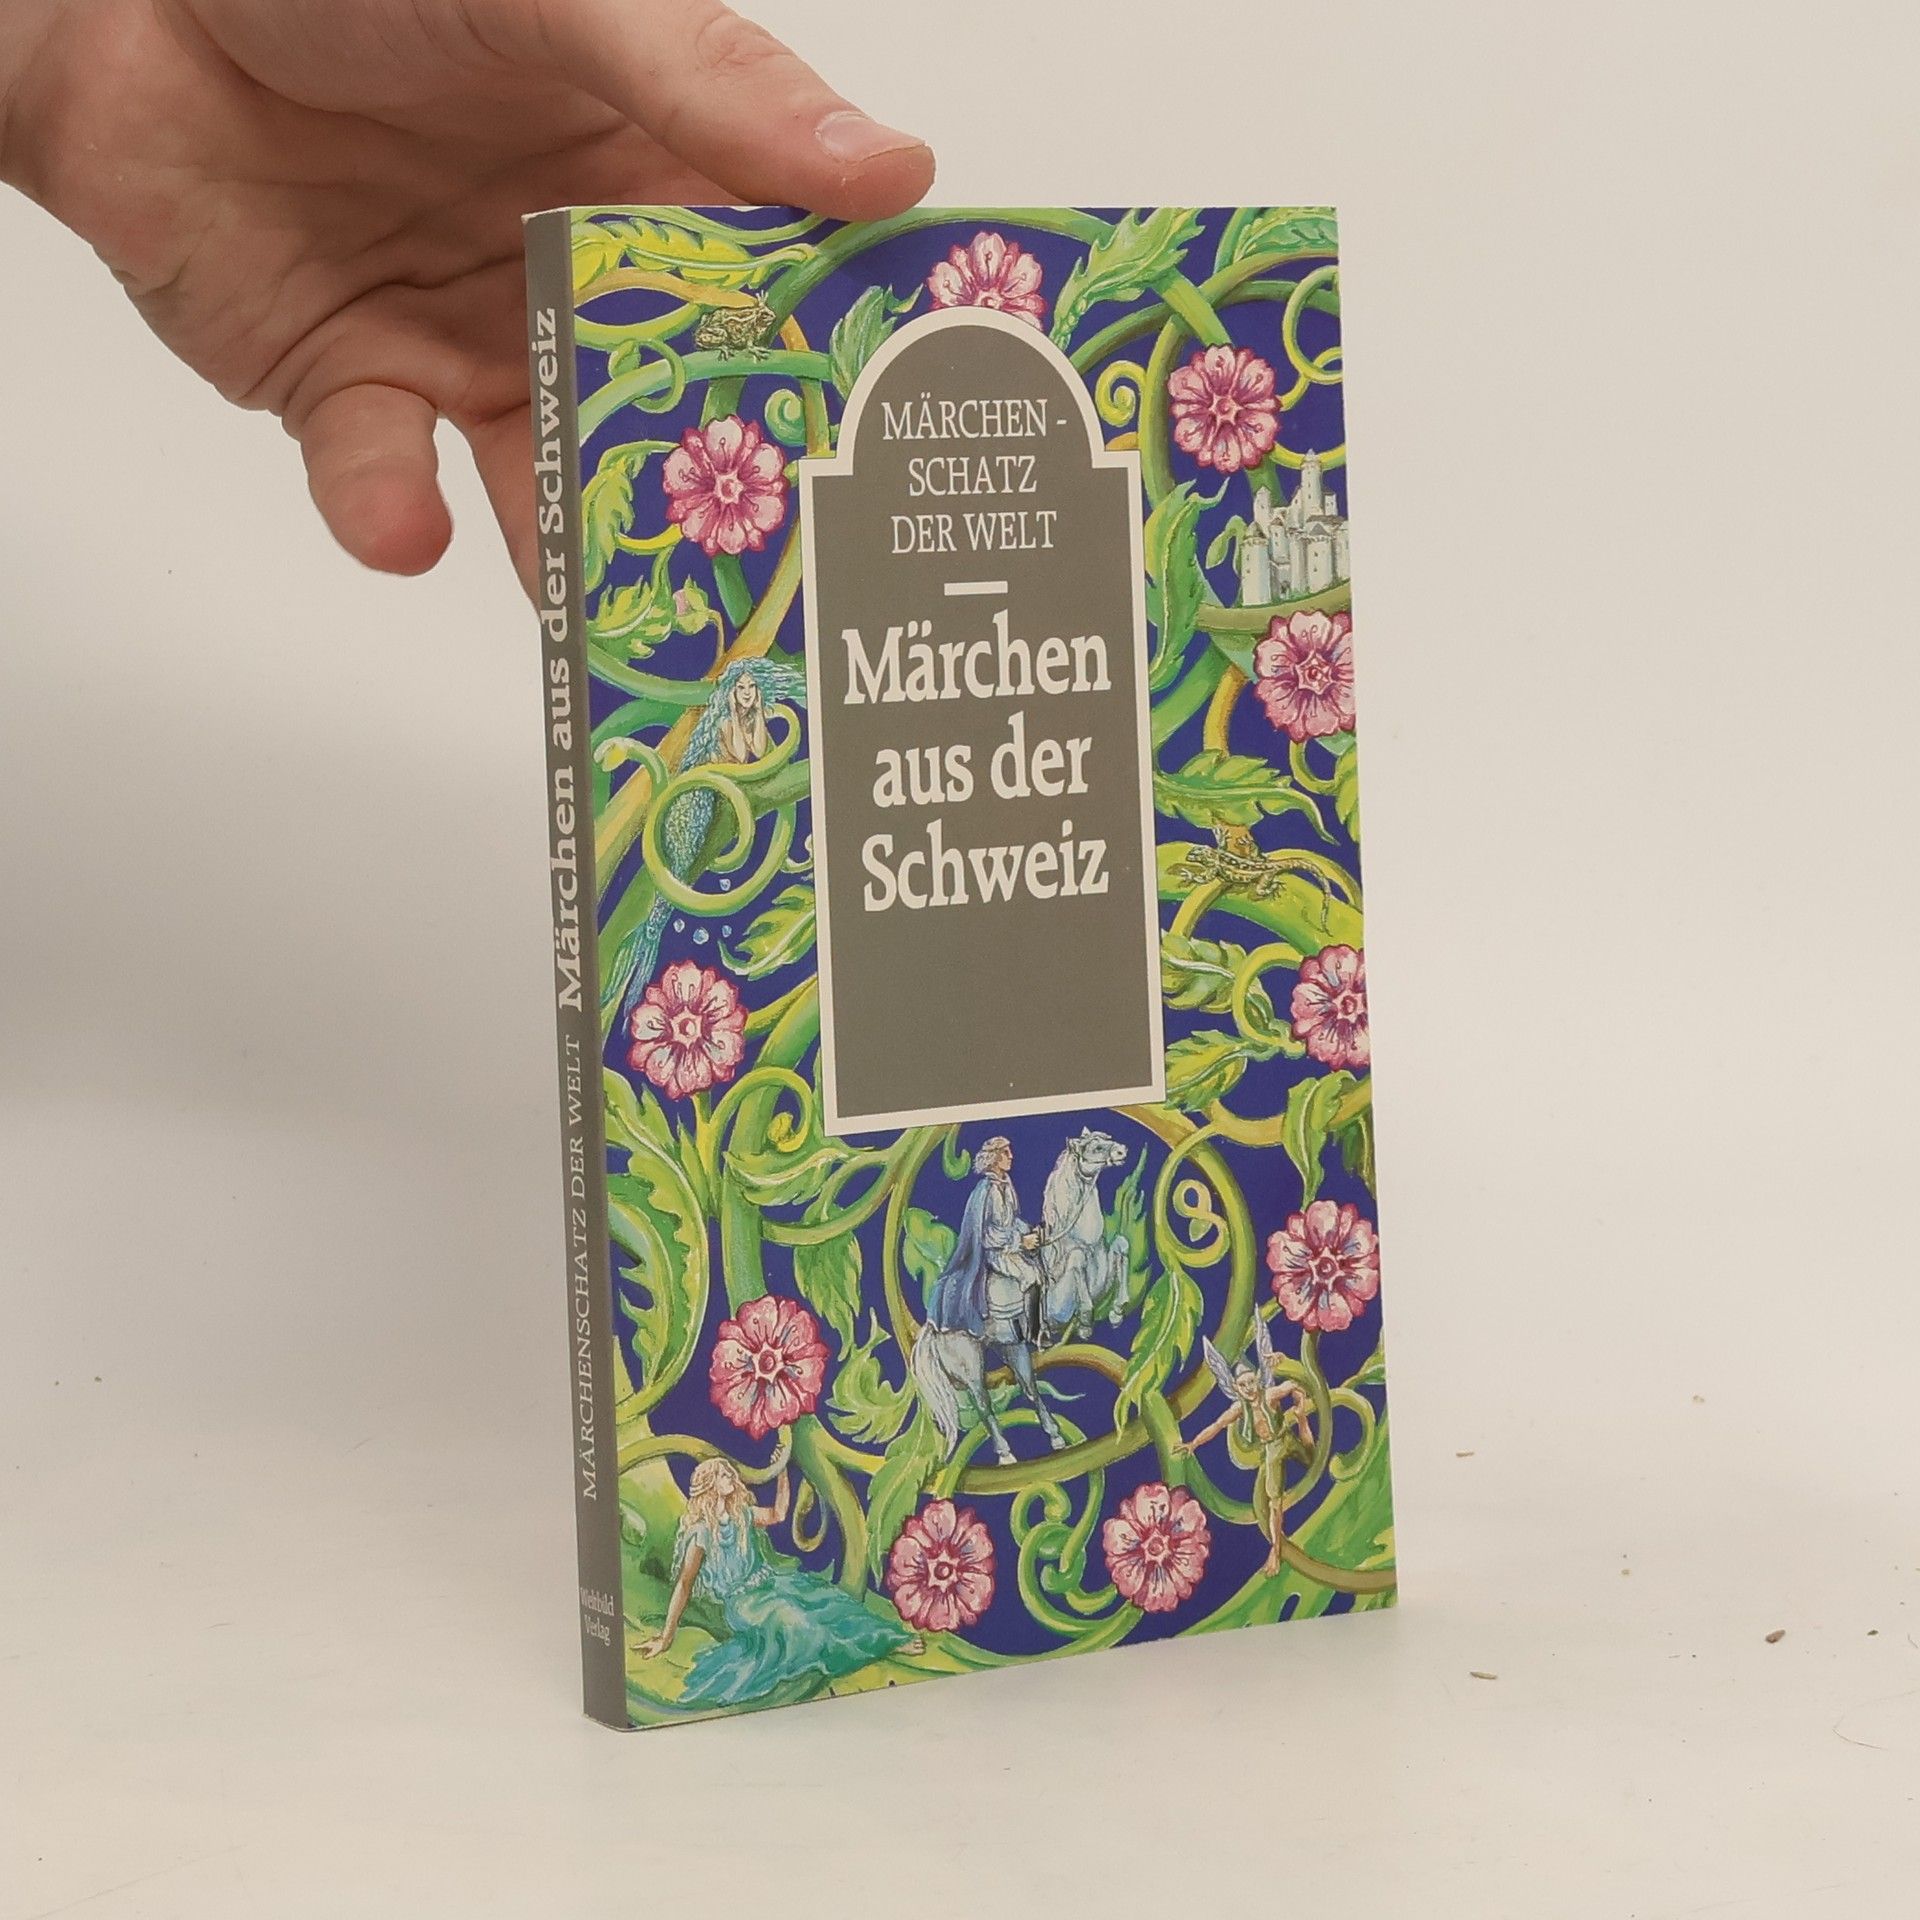 MÄRCHEN-
SCHATZ
DER WELT
Märchen
aus der
Schweiz
MÄRCHENSCHATZ DER WELT Märchen aus der Schweiz
Weltbild
Verlag